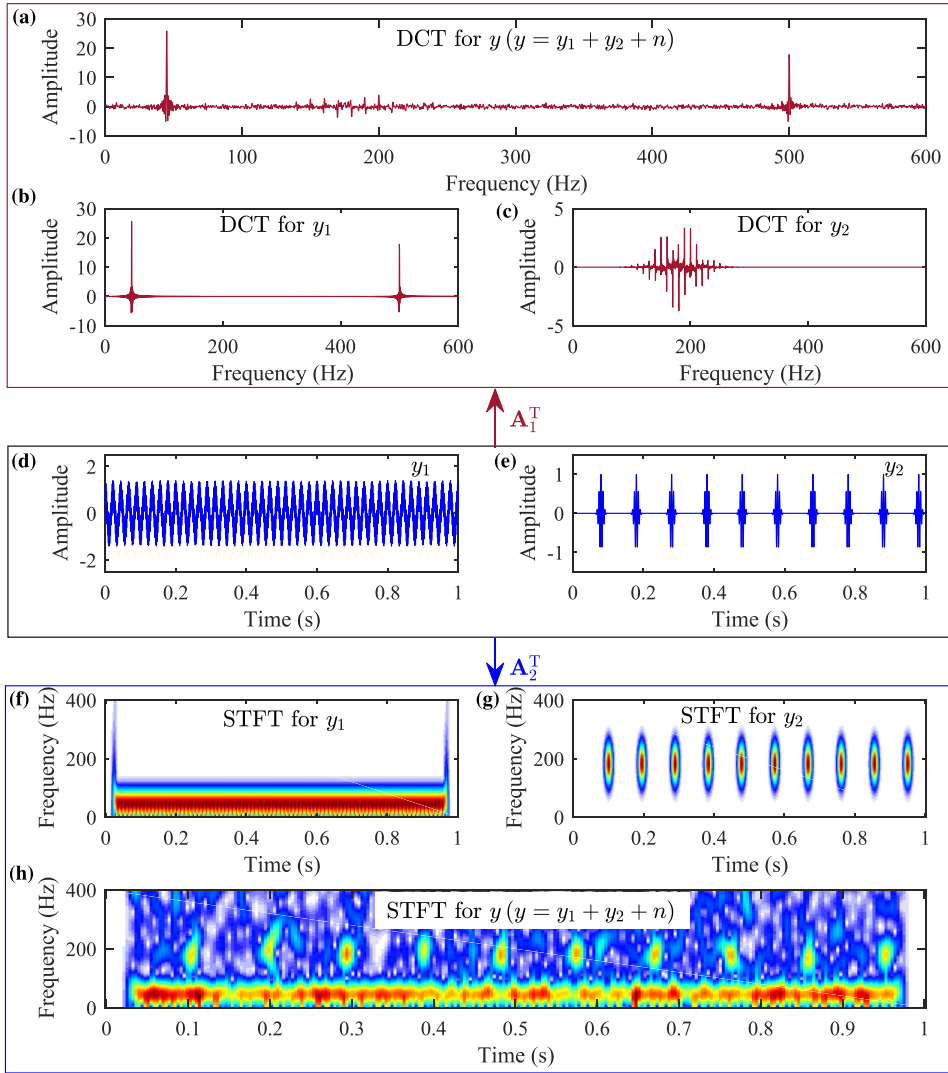 (a)
DCT for y (y = y₁ + y₂ + n)
Amplitude
30
20
10
0
-10
0 100 200 300 400 500 600
Frequency (Hz)
(b)
DCT for y₁
Amplitude
30
20
10
0
-10
0 200 400 600
Frequency (Hz)
(c)
DCT for y₂
Amplitude
5
0
-5
0 200 400 600
Frequency (Hz)
A₁ᵀ
(d)
y₁
Amplitude
2
0
-2
0 0.2 0.4 0.6 0.8 1
Time (s)
(e)
y₂
Amplitude
1
0
-1
0 0.2 0.4 0.6 0.8 1
Time (s)
A₂ᵀ
(f)
STFT for y₁
Frequency (Hz)
400
200
0
0 0.2 0.4 0.6 0.8 1
Time (s)
(g)
STFT for y₂
Frequency (Hz)
400
200
0
0 0.2 0.4 0.6 0.8 1
Time (s)
(h)
STFT for y (y = y₁ + y₂ + n)
Frequency (Hz)
400
200
0
0 0.1 0.2 0.3 0.4 0.5 0.6 0.7 0.8 0.9 1
Time (s)